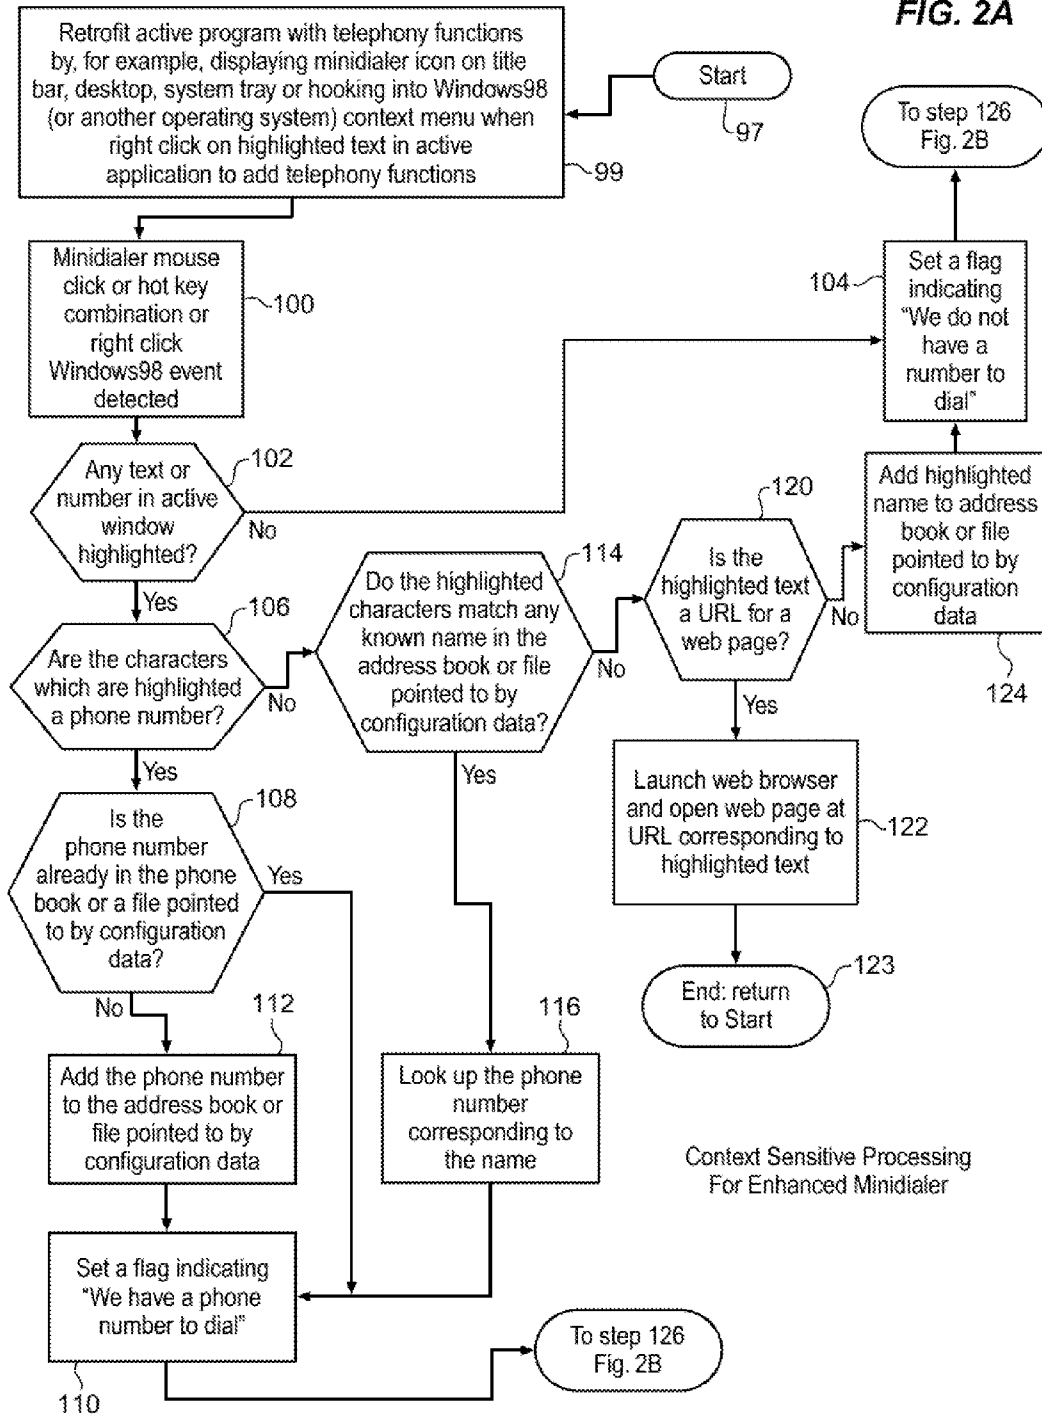 FIG. 2A
Retrofit active program with telephony functions
by, for example, displaying minidialer icon on title
bar, desktop, system tray or hooking into Windows98
(or another operating system) context menu when
right click on highlighted text in active
application to add telephony functions
99
Start
97
To step 126
Fig. 2B
Minidialer mouse
click or hot key
combination or
right click
Windows98 event
detected
100
104
Set a flag
indicating
“We do not
have a
number to
dial”
Any text or
number in active
window
highlighted?
102
No
Yes
Add highlighted
name to address
book or file
pointed to by
configuration
data
124
120
Is the
highlighted text
a URL for a
web page?
No
Yes
114
Do the highlighted
characters match any
known name in the
address book or file
pointed to by
configuration data?
No
Yes
106
Are the characters
which are highlighted
a phone number?
No
Yes
108
Is the
phone number
already in the phone
book or a file pointed
to by configuration
data?
Yes
No
Launch web browser
and open web page at
URL corresponding to
highlighted text
122
End: return
to Start
123
112
Add the phone number
to the address book or
file pointed to by
configuration data
116
Look up the phone
number
corresponding to
the name
Context Sensitive Processing
For Enhanced Minidialer
Set a flag indicating
“We have a phone
number to dial”
110
To step 126
Fig. 2B